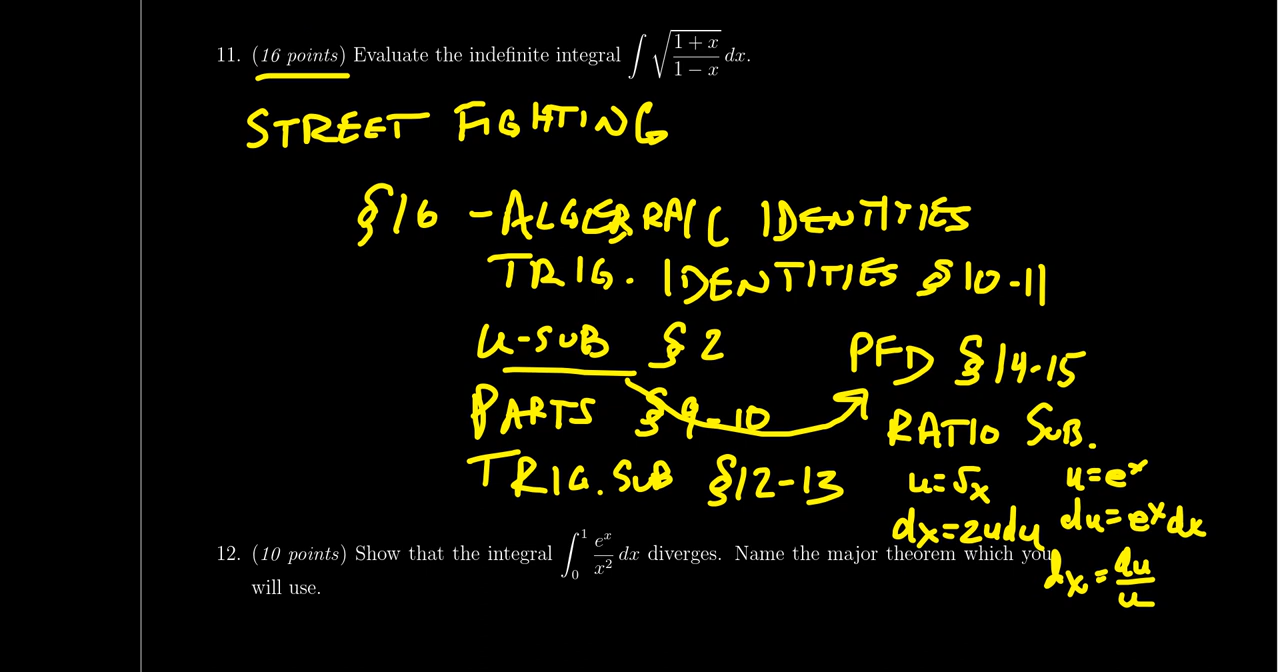 11. (16 points) Evaluate the indefinite integral ∫ √((1 + x)/(1 − x)) dx.
STREET FIGHTING
§16 - ALGEBRAIC IDENTITIES
TRIG. IDENTITIES §10-11
u-SUB §2
PFD §14-15
PARTS §9-10
RATIO SUB.
TRIG. SUB §12-13
u=√x u=e^x
dx=2udu du=e^x dx
dx=du/u
12. (10 points) Show that the integral ∫₀¹ e^x/x² dx diverges. Name the major theorem which you
will use.